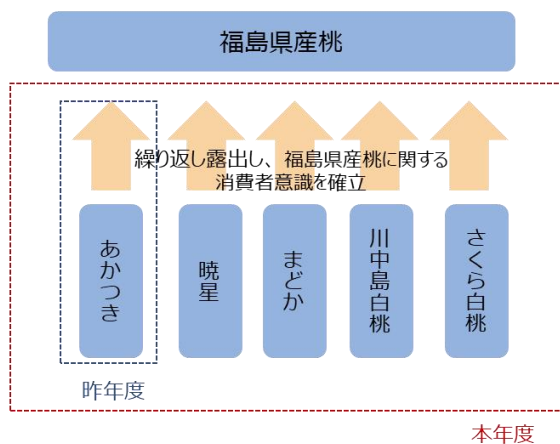 福島県産桃
繰り返し露出し、福島県産桃に関する
消費者意識を確立
あかつき
暁星
まどか
川中島白桃
さくら白桃
昨年度
本年度